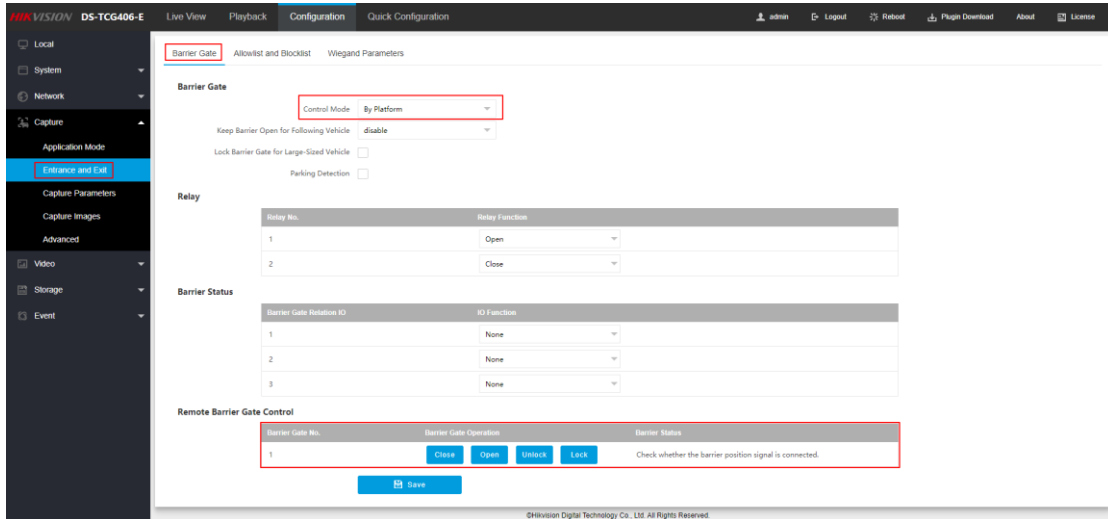 HIKVISION DS-TCG406-E Live View Playback Configuration Quick Configuration admin Logout Reboot Plugin Download About License
Local
System
Network
Capture
Application Mode
Entrance and Exit
Capture Parameters
Capture Images
Advanced
Video
Storage
Event
Barrier Gate Allowlist and Blocklist Wiegand Parameters
Barrier Gate
Control Mode By Platform
Keep Barrier Open for Following Vehicle disable
Lock Barrier Gate for Large-Sized Vehicle
Parking Detection
Relay
Relay No. Relay Function
1 Open
2 Close
Barrier Status
Barrier Gate Relation IO IO Function
1 None
2 None
3 None
Remote Barrier Gate Control
Barrier Gate No. Barrier Gate Operation Barrier Status
1 Close Open Unlock Lock Check whether the barrier position signal is connected.
Save
©Hikvision Digital Technology Co., Ltd. All Rights Reserved.